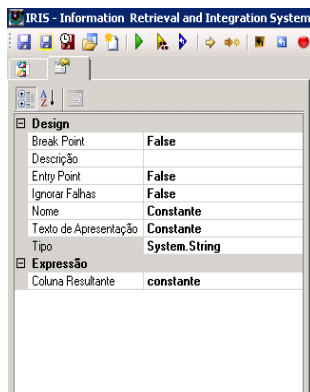 IRIS - Information Retrieval and Integration System
Design
Break Point False
Descrição
Entry Point False
Ignorar Falhas False
Nome Constante
Texto de Apresentação Constante
Tipo System.String
Expressão
Coluna Resultante constante